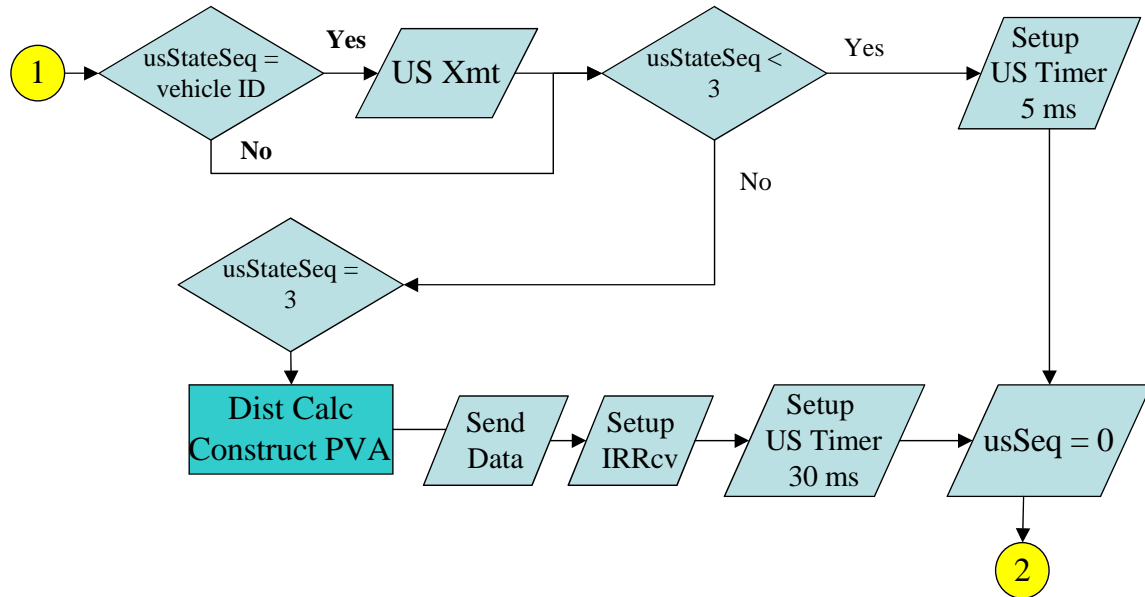 1
usStateSeq =
vehicle ID
Yes
No
US Xmt
usStateSeq <
3
Yes
No
Setup
US Timer
5 ms
usStateSeq =
3
Dist Calc
Construct PVA
Send
Data
Setup
IRRcv
Setup
US Timer
30 ms
usSeq = 0
2